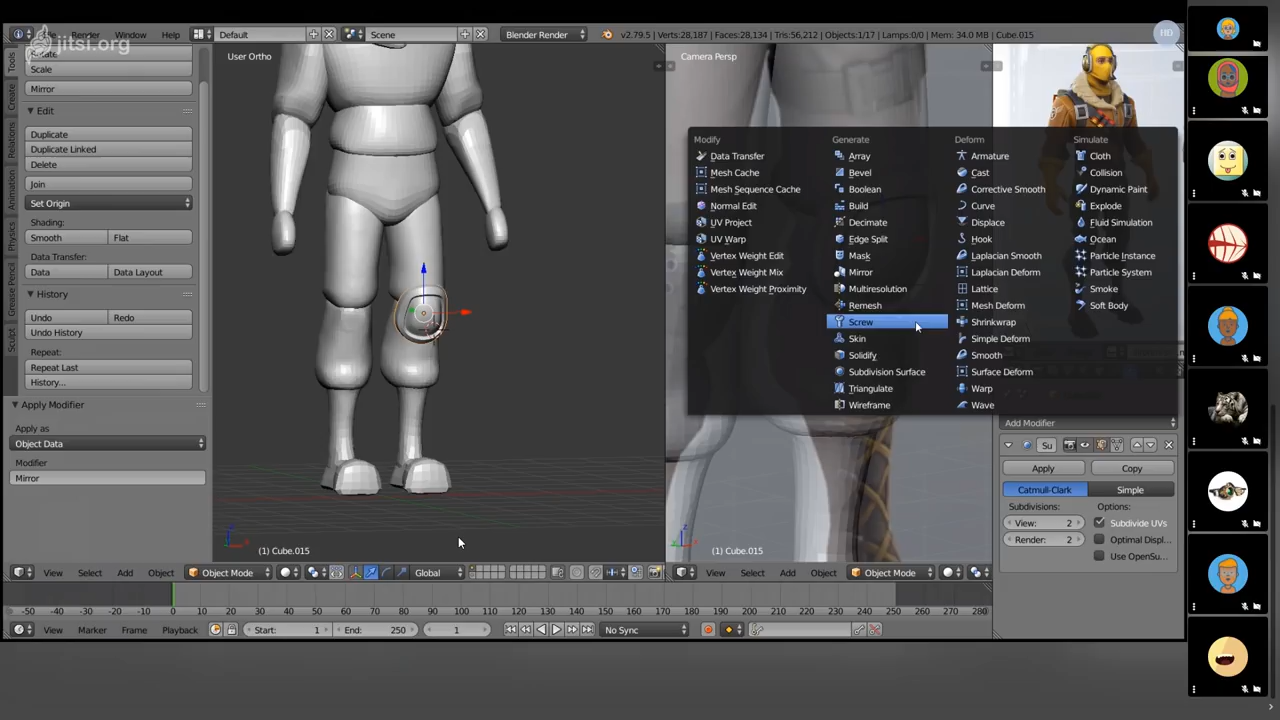 jitsi.org
Render
Window
Help
Default
Scene
Blender Render
v2.79.5 | Verts:28,187 | Faces:28,134 | Tris:56,212 | Objects:1/17 | Lamps:0/0 | Mem: 34.0 MB | Cube.015
HD
Tools
Create
Relations
Animation
Physics
Grease Pencil
Sculpt
Scale
Mirror
Edit
Duplicate
Duplicate Linked
Delete
Join
Set Origin
Shading:
Smooth Flat
Data Transfer:
Data Data Layout
History
Undo Redo
Undo History
Repeat:
Repeat Last
History...
Apply Modifier
Apply as
Object Data
Modifier
Mirror
User Ortho
(1) Cube.015
Camera Persp
(1) Cube.015
Modify
Data Transfer
Mesh Cache
Mesh Sequence Cache
Normal Edit
UV Project
UV Warp
Vertex Weight Edit
Vertex Weight Mix
Vertex Weight Proximity
Generate
Array
Bevel
Boolean
Build
Decimate
Edge Split
Mask
Mirror
Multiresolution
Remesh
Screw
Skin
Solidify
Subdivision Surface
Triangulate
Wireframe
Deform
Armature
Cast
Corrective Smooth
Curve
Displace
Hook
Laplacian Smooth
Laplacian Deform
Lattice
Mesh Deform
Shrinkwrap
Simple Deform
Smooth
Surface Deform
Warp
Wave
Simulate
Cloth
Collision
Dynamic Paint
Explode
Fluid Simulation
Ocean
Particle Instance
Particle System
Smoke
Soft Body
Add Modifier
Su
Apply Copy
Catmull-Clark Simple
Subdivisions: Options:
View: 2 Subdivide UVs
Render: 2 Optimal Displ...
Use OpenSu...
View Select Add Object Object Mode Global
View Select Add Object Object Mode
-50 -40 -30 -20 -10 0 10 20 30 40 50 60 70 80 90 100 110 120 130 140 150 160 170 180 190 200 210 220 230 240 250 260 270 280
View Marker Frame Playback Start: 1 End: 250 1 No Sync